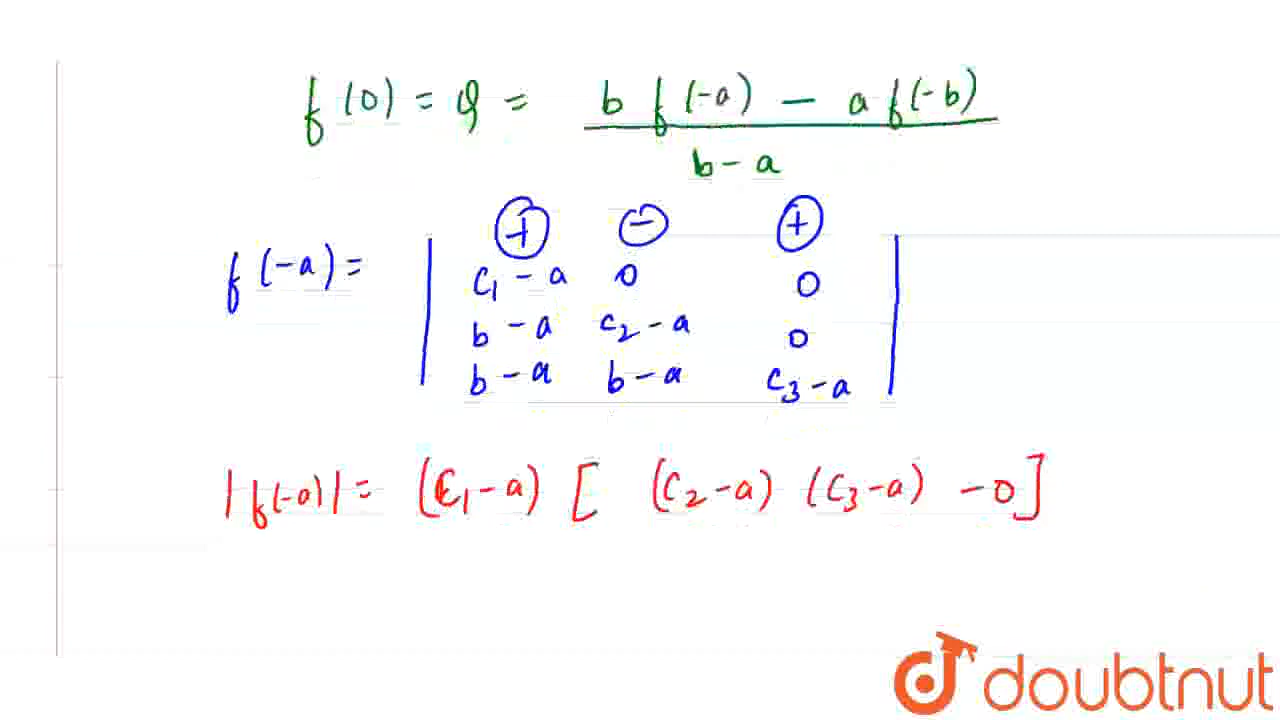 f(0) = Q = b f(-a) - a f(-b)
b - a
+ - +
f(-a) = | c1 - a 0 0 |
b - a c2 - a 0
b - a b - a c3 - a
|f(-a)| = (c1 - a) [ (c2 - a) (c3 - a) - 0 ]
doubtnut